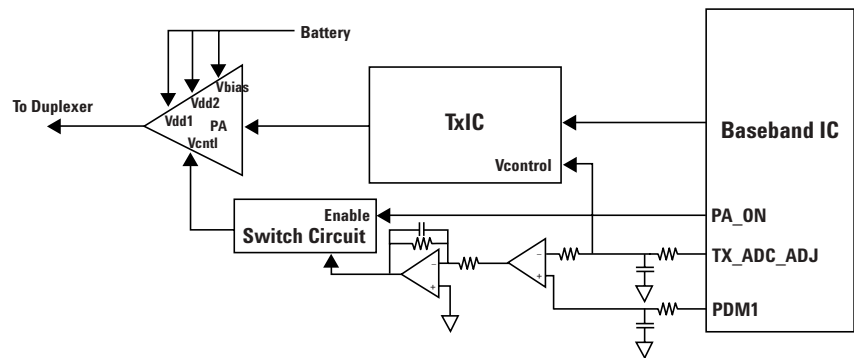 Battery
Vbias
Vdd2
Vdd1
PA
Vcntl
To Duplexer
TxIC
Vcontrol
Baseband IC
Enable
Switch Circuit
PA_ON
TX_ADC_ADJ
PDM1
−
+
−
+